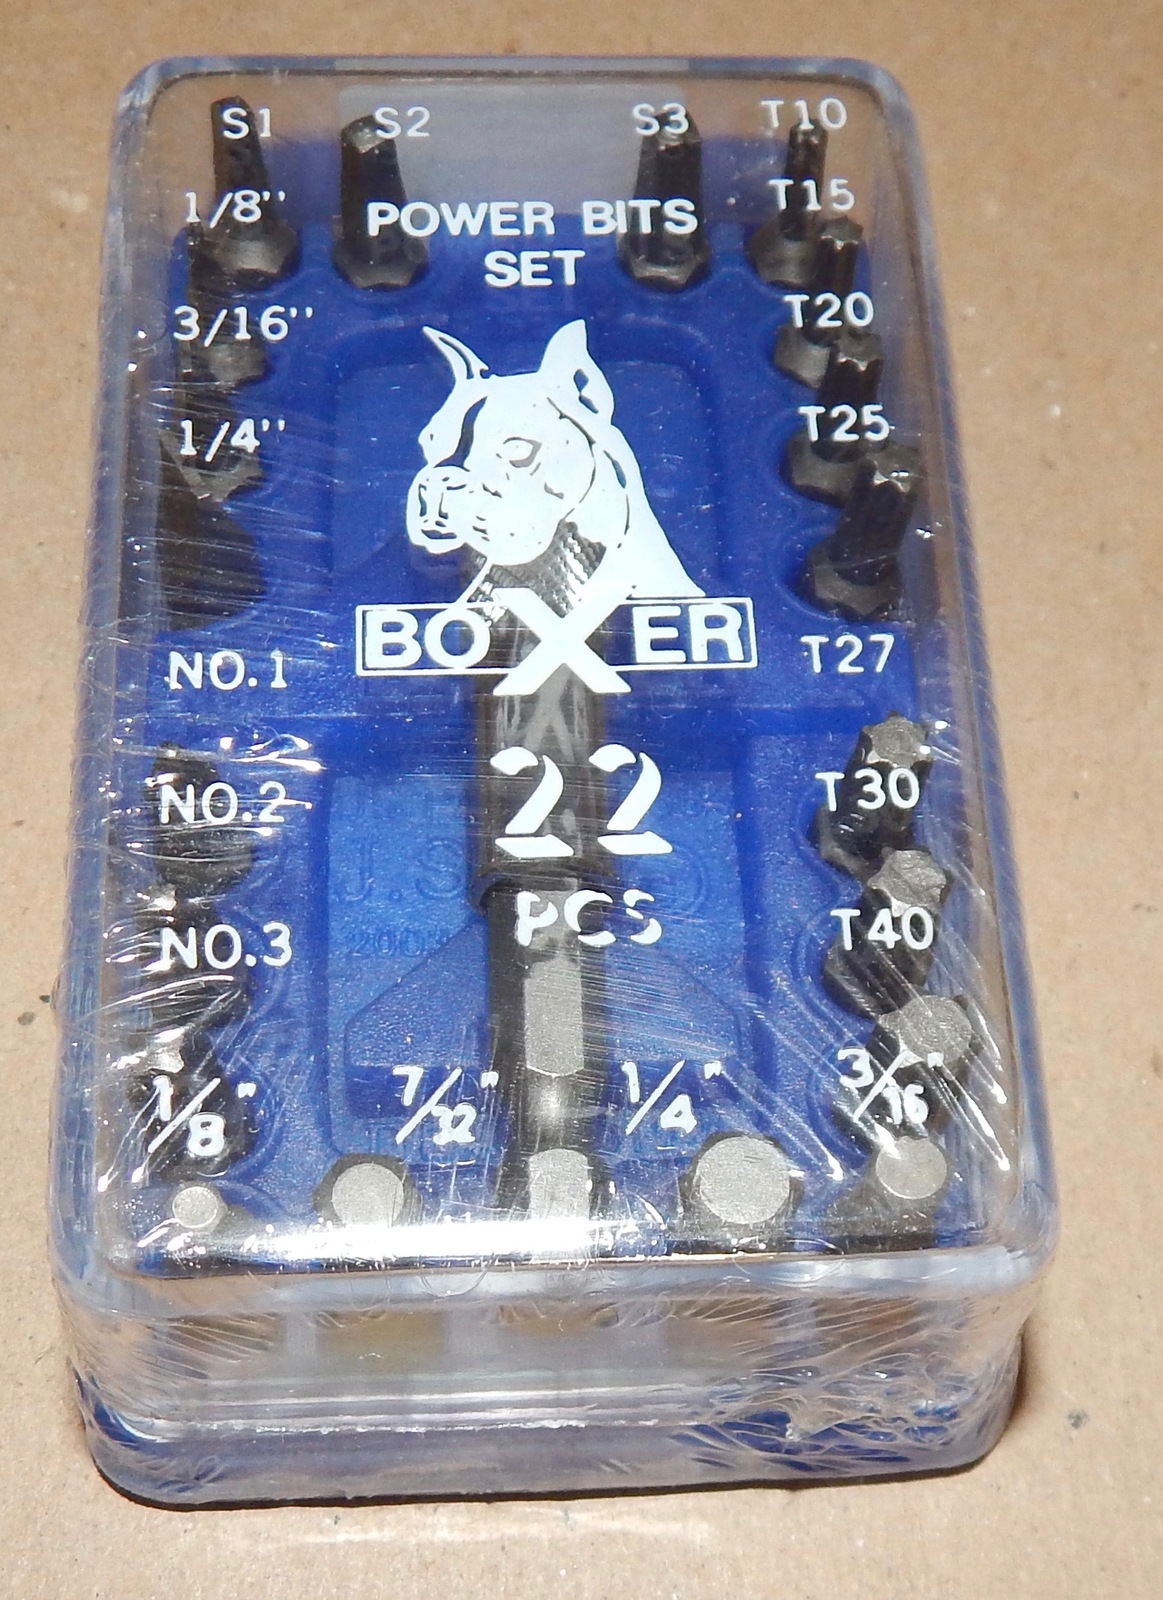 S1 S2 S3 T10
1/8" T15
POWER BITS
SET
3/16" T20
1/4" T25
BOXER
NO.1 T27
22
NO.2 T30
PCS
NO.3 T40
1/8" 7/32" 1/4" 3/16"
J.S